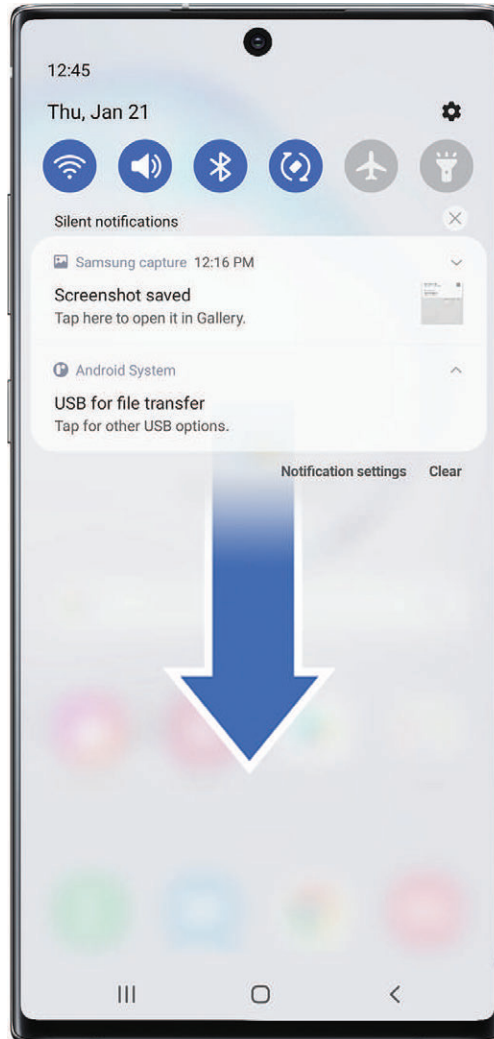 12:45
Thu, Jan 21
Silent notifications
Samsung capture 12:16 PM
Screenshot saved
Tap here to open it in Gallery.
Android System
USB for file transfer
Tap for other USB options.
Notification settings Clear